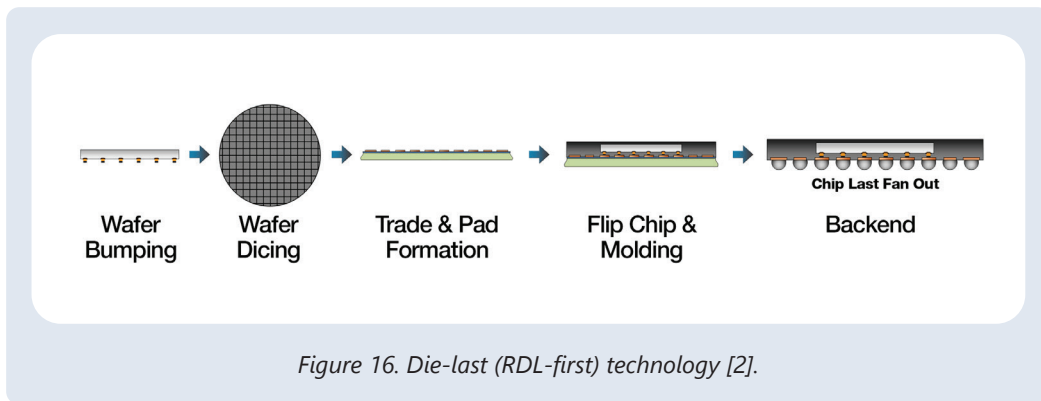 Chip Last Fan Out
Wafer
Bumping
Wafer
Dicing
Trade & Pad
Formation
Flip Chip &
Molding
Backend
Figure 16. Die-last (RDL-first) technology [2].